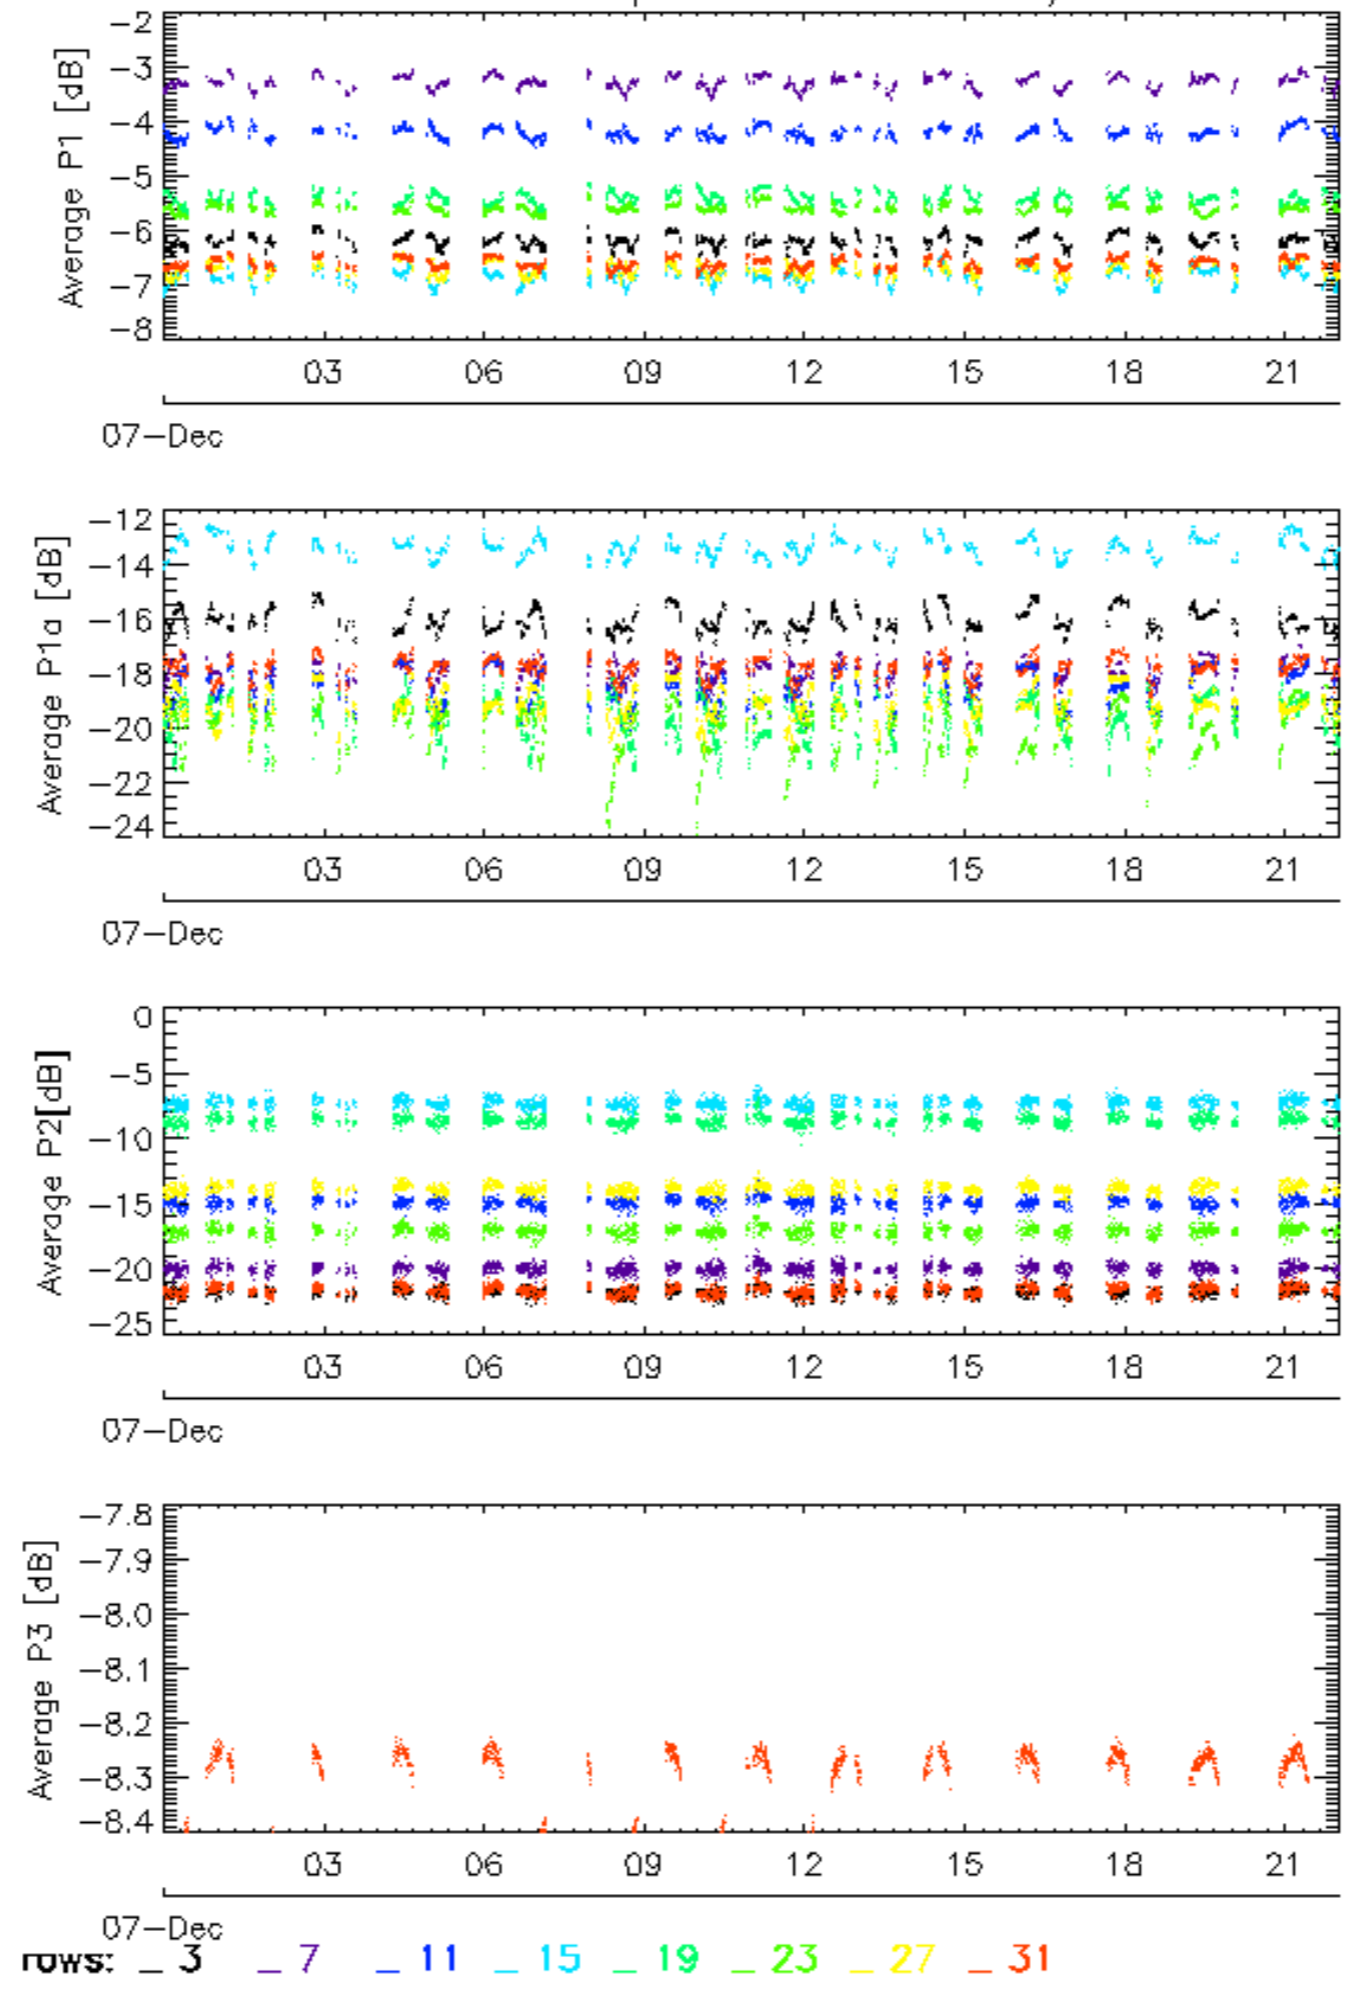 Average P1 [dB]
-2
-3
-4
-5
-6
-7
-8
03 06 09 12 15 18 21
07-Dec
Average P1a [dB]
-12
-14
-16
-18
-20
-22
-24
03 06 09 12 15 18 21
07-Dec
Average P2[dB]
0
-5
-10
-15
-20
-25
03 06 09 12 15 18 21
07-Dec
Average P3 [dB]
-7.8
-7.9
-8.0
-8.1
-8.2
-8.3
-8.4
03 06 09 12 15 18 21
07-Dec
rows: _ 3 _ 7 _ 11 _ 15 _ 19 _ 23 _ 27 _ 31